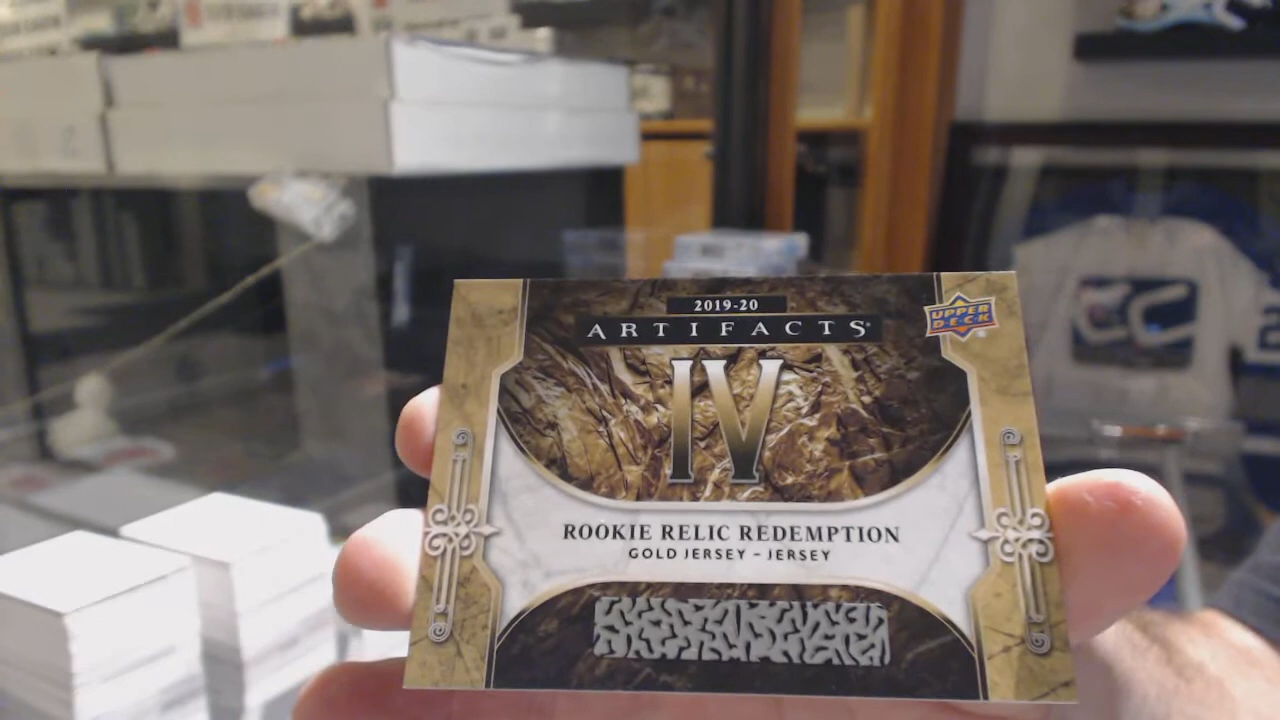 2019-20
ARTIFACTS
UPPER
DECK
IV
ROOKIE RELIC REDEMPTION
GOLD JERSEY - JERSEY